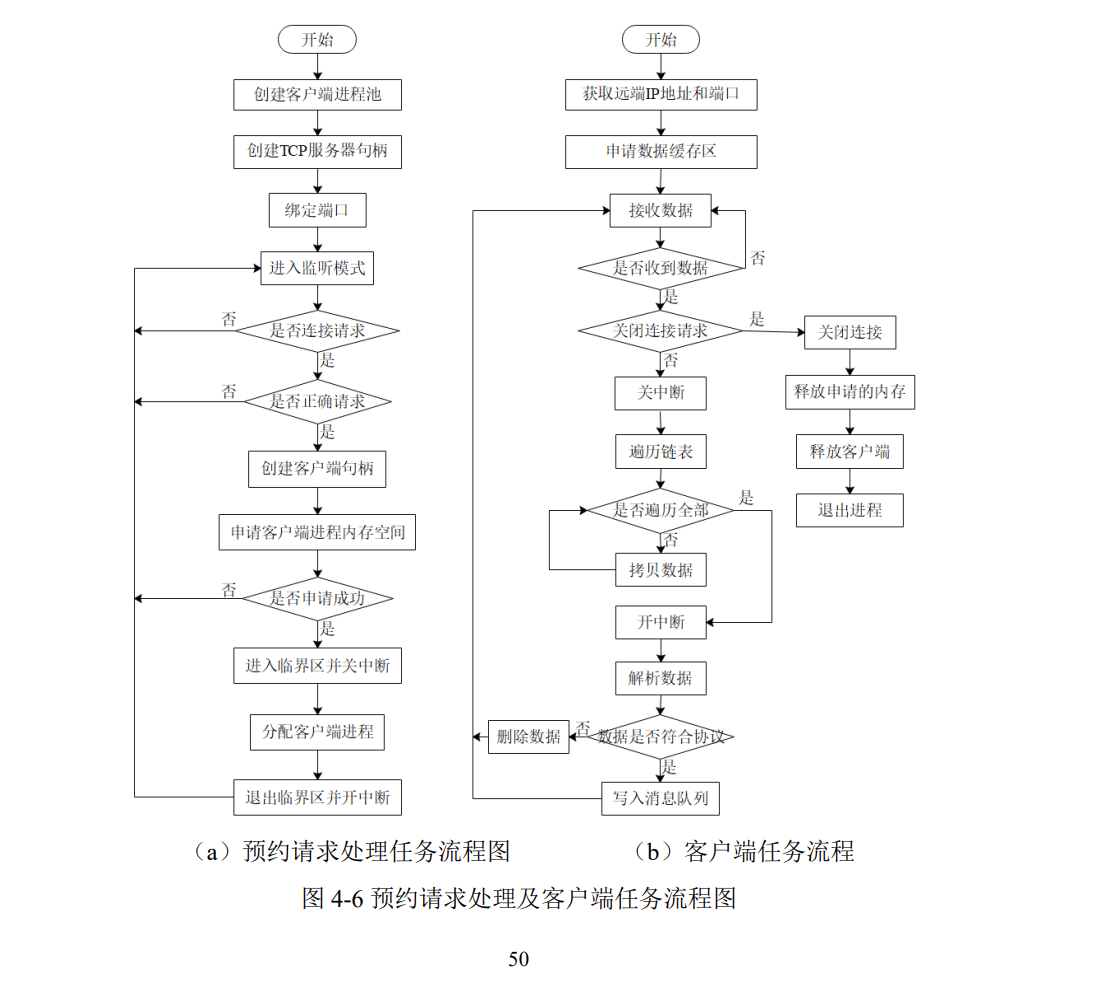 开始
创建客户端进程池
创建TCP服务器句柄
绑定端口
进入监听模式
否
是否连接请求
是
否
是否正确请求
是
创建客户端句柄
申请客户端进程内存空间
否
是否申请成功
是
进入临界区并关中断
分配客户端进程
退出临界区并开中断
（a）预约请求处理任务流程图
开始
获取远端IP地址和端口
申请数据缓存区
接收数据
是否收到数据
否
是
关闭连接请求
是
否
关闭连接
释放申请的内存
释放客户端
退出进程
关中断
遍历链表
是否遍历全部
是
否
拷贝数据
开中断
解析数据
数据是否符合协议
否
删除数据
是
写入消息队列
（b）客户端任务流程
图 4-6 预约请求处理及客户端任务流程图
50